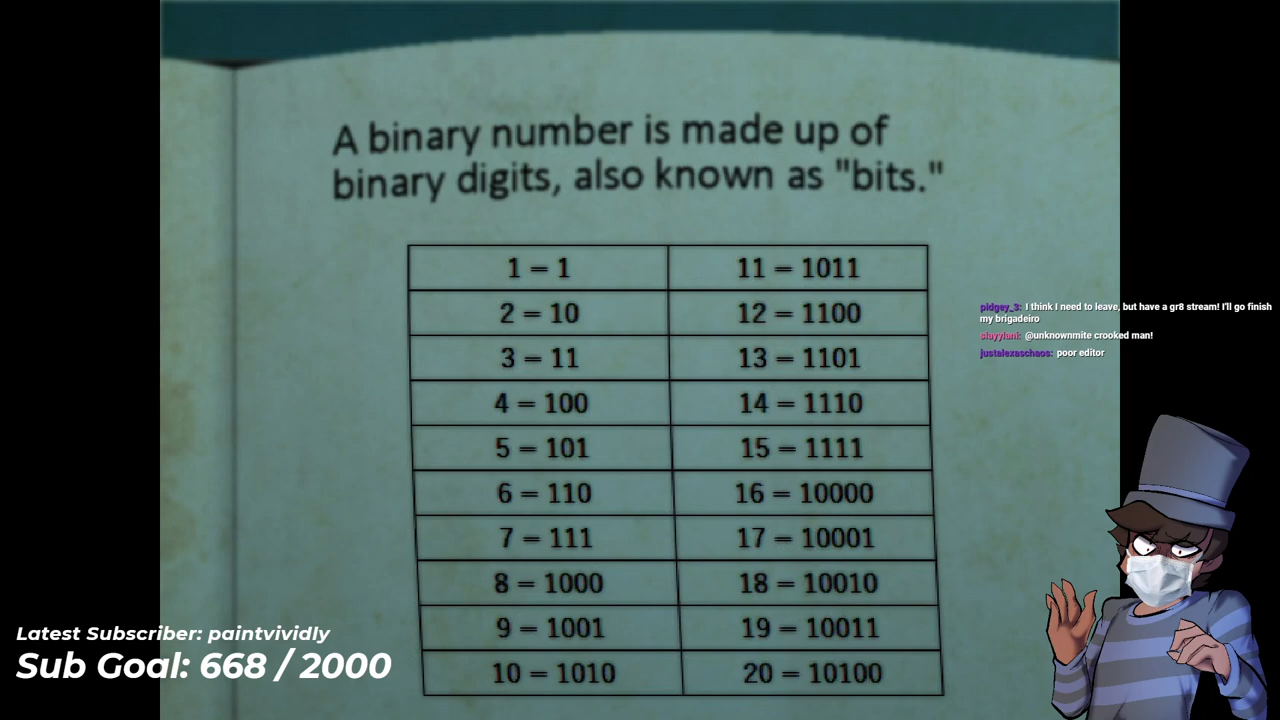 A binary number is made up of
binary digits, also known as "bits."
1 = 1 11 = 1011
2 = 10 12 = 1100
3 = 11 13 = 1101
4 = 100 14 = 1110
5 = 101 15 = 1111
6 = 110 16 = 10000
7 = 111 17 = 10001
8 = 1000 18 = 10010
9 = 1001 19 = 10011
10 = 1010 20 = 10100
pidgey_3: I think I need to leave, but have a gr8 stream! I'll go finish
my brigadeiro
slayylani: @unknownmite crooked man!
justalexaschaos: poor editor
Latest Subscriber: paintvividly
Sub Goal: 668 / 2000